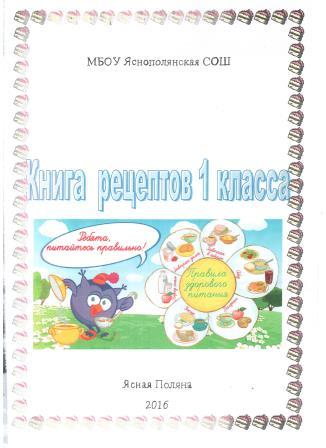 МБОУ Яснополянская СОШ
Книга рецептов 1 класса
Ребята,
питайтесь правильно!
Правила
здорового
питания
Ясная Поляна
2016